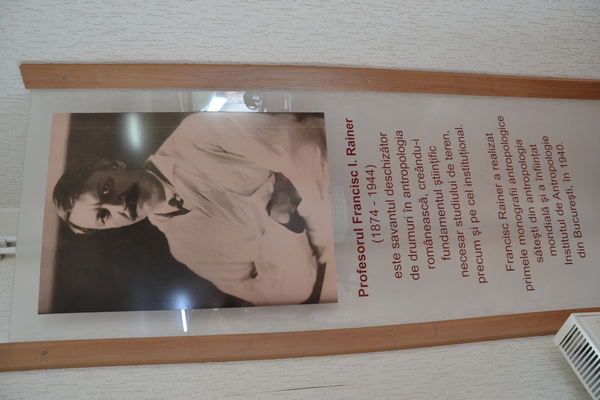 Profesorul Francisc I. Rainer
(1874 - 1944)
este savantul deschizător
de drumuri în antropologia
românească, creându-i
fundamentul științific
necesar studiului de teren,
precum și pe cel instituțional.
Francisc Rainer a realizat
primele monografii antropologice
sătești din antropologia
mondială și a înființat
Institutul de Antropologie
din București, în 1940.